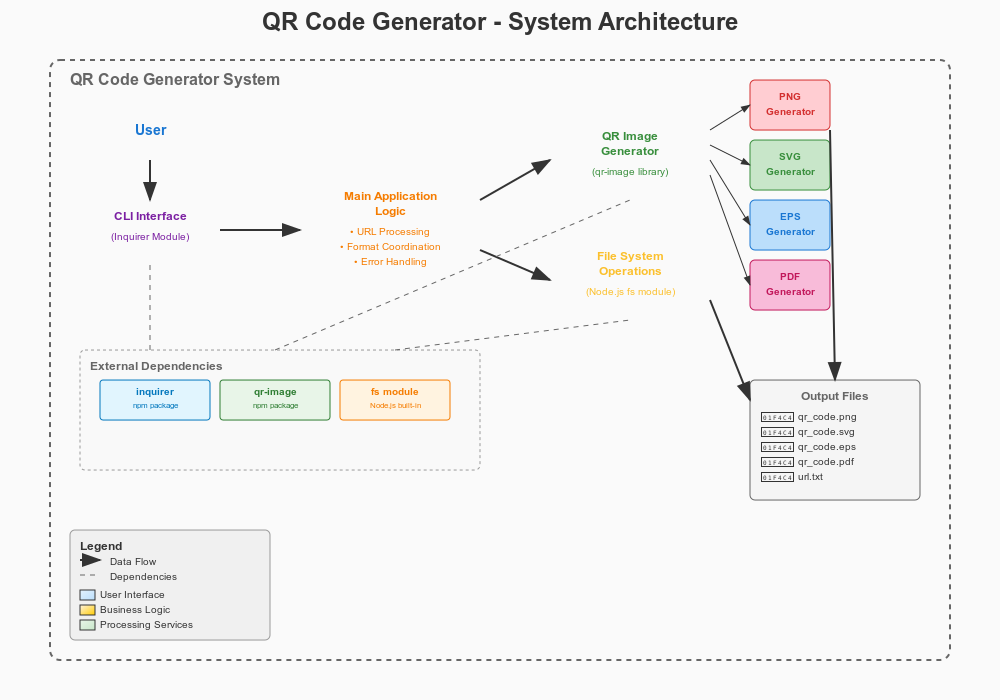 QR Code Generator - System Architecture
QR Code Generator System
User
CLI Interface
(Inquirer Module)
Main Application
Logic
• URL Processing
• Format Coordination
• Error Handling
QR Image
Generator
(qr-image library)
File System
Operations
(Node.js fs module)
PNG
Generator
SVG
Generator
EPS
Generator
PDF
Generator
External Dependencies
inquirer
npm package
qr-image
npm package
fs module
Node.js built-in
Output Files
01F4C4 qr_code.png
01F4C4 qr_code.svg
01F4C4 qr_code.eps
01F4C4 qr_code.pdf
01F4C4 url.txt
Legend
Data Flow
Dependencies
User Interface
Business Logic
Processing Services